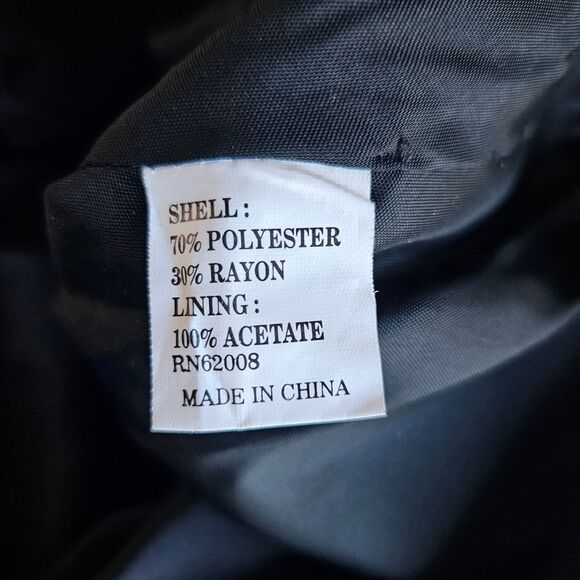 SHELL :
70% POLYESTER
30% RAYON
LINING :
100% ACETATE
RN62008
MADE IN CHINA